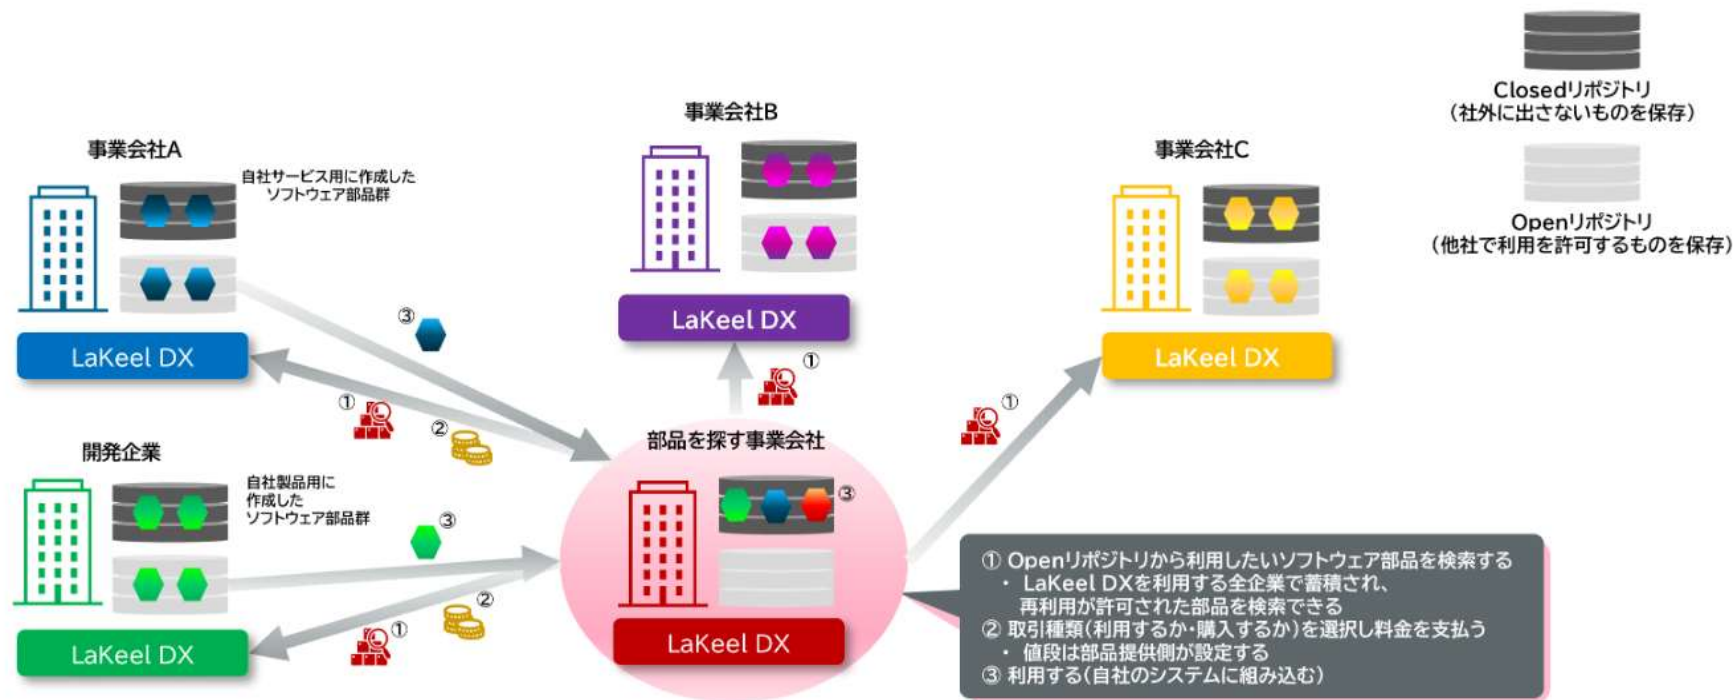 Closedリポジトリ
（社外に出さないものを保存）
Openリポジトリ
（他社で利用を許可するものを保存）
事業会社A
自社サービス用に作成した
ソフトウェア部品群
LaKeel DX
事業会社B
LaKeel DX
事業会社C
LaKeel DX
③
①
②
①
①
開発企業
自社製品用に
作成した
ソフトウェア部品群
LaKeel DX
③
②
①
部品を探す事業会社
③
LaKeel DX
① Openリポジトリから利用したいソフトウェア部品を検索する
・ LaKeel DXを利用する全企業で蓄積され、
再利用が許可された部品を検索できる
② 取引種類（利用するか・購入するか）を選択し料金を支払う
・ 値段は部品提供側が設定する
③ 利用する（自社のシステムに組み込む）